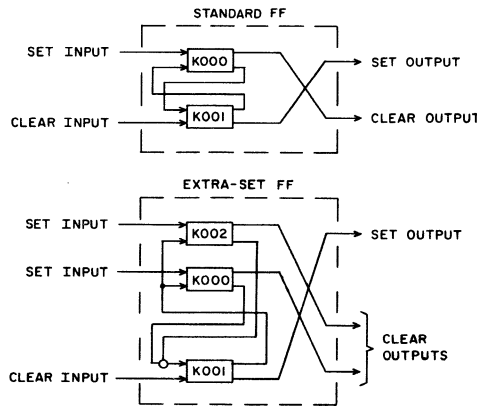 STANDARD FF
SET INPUT
K000
SET OUTPUT
K001
CLEAR INPUT
CLEAR OUTPUT
EXTRA-SET FF
SET INPUT
K002
SET OUTPUT
SET INPUT
K000
CLEAR
OUTPUTS
K001
CLEAR INPUT